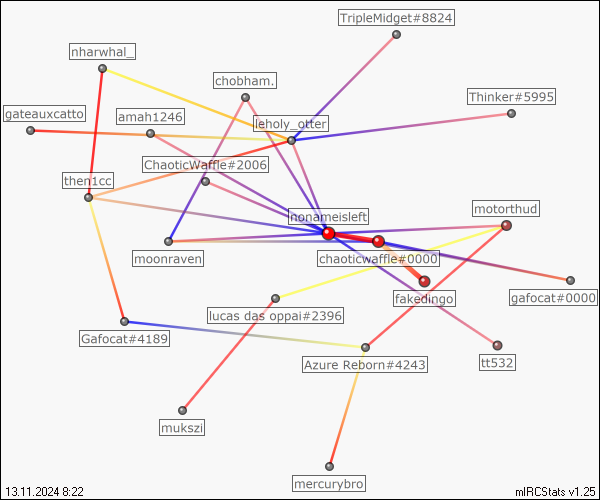 TripleMidget#8824
nharwhal_
chobham.
Thinker#5995
gateauxcatto
amah1246
leholy_otter
ChaoticWaffle#2006
then1cc
nonameisleft
motorthud
moonraven
chaoticwaffle#0000
fakedingo
gafocat#0000
lucas das oppai#2396
Gafocat#4189
Azure Reborn#4243
tt532
mukszi
mercurybro
13.11.2024 8:22
mIRCStats v1.25